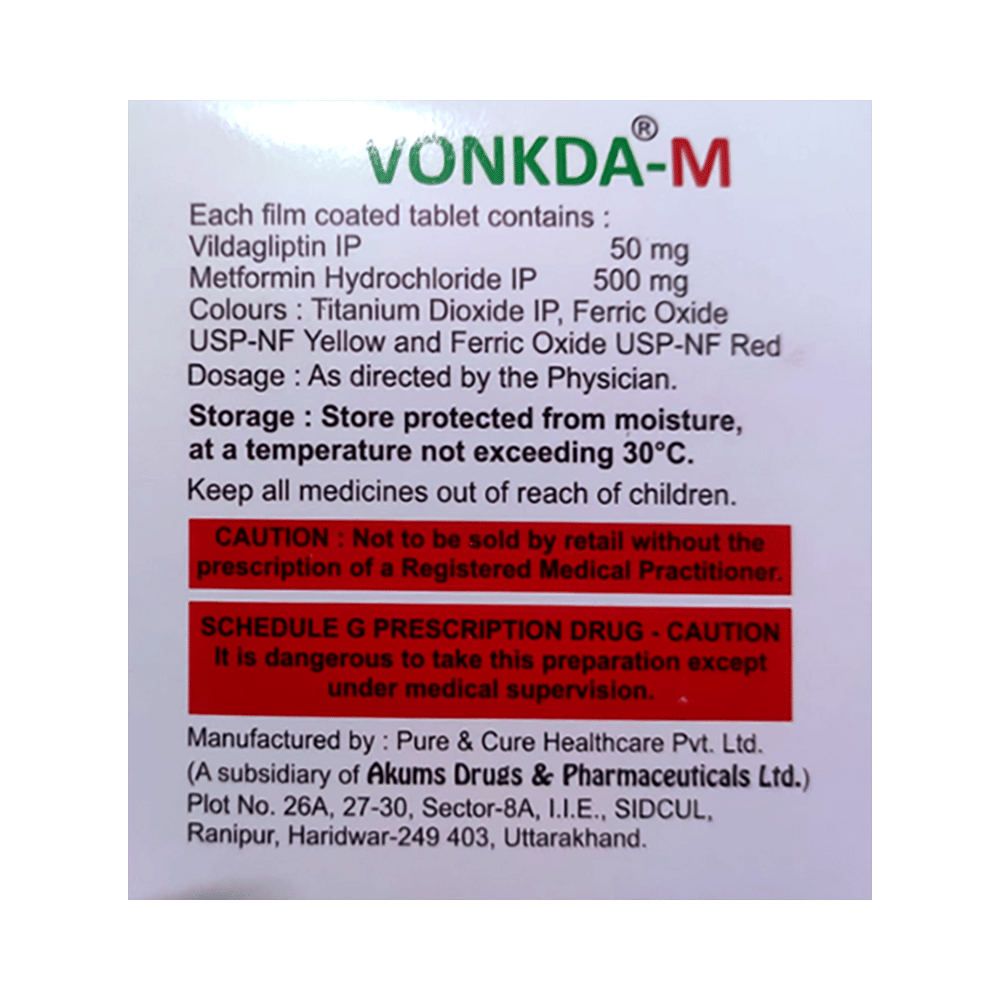 VONKDA®-M
Each film coated tablet contains :
Vildagliptin IP 50 mg
Metformin Hydrochloride IP 500 mg
Colours : Titanium Dioxide IP, Ferric Oxide
USP-NF Yellow and Ferric Oxide USP-NF Red
Dosage : As directed by the Physician.
Storage : Store protected from moisture,
at a temperature not exceeding 30°C.
Keep all medicines out of reach of children.
CAUTION : Not to be sold by retail without the
prescription of a Registered Medical Practitioner.
SCHEDULE G PRESCRIPTION DRUG - CAUTION
It is dangerous to take this preparation except
under medical supervision.
Manufactured by : Pure & Cure Healthcare Pvt. Ltd.
(A subsidiary of Akums Drugs & Pharmaceuticals Ltd.)
Plot No. 26A, 27-30, Sector-8A, I.I.E., SIDCUL,
Ranipur, Haridwar-249 403, Uttarakhand.